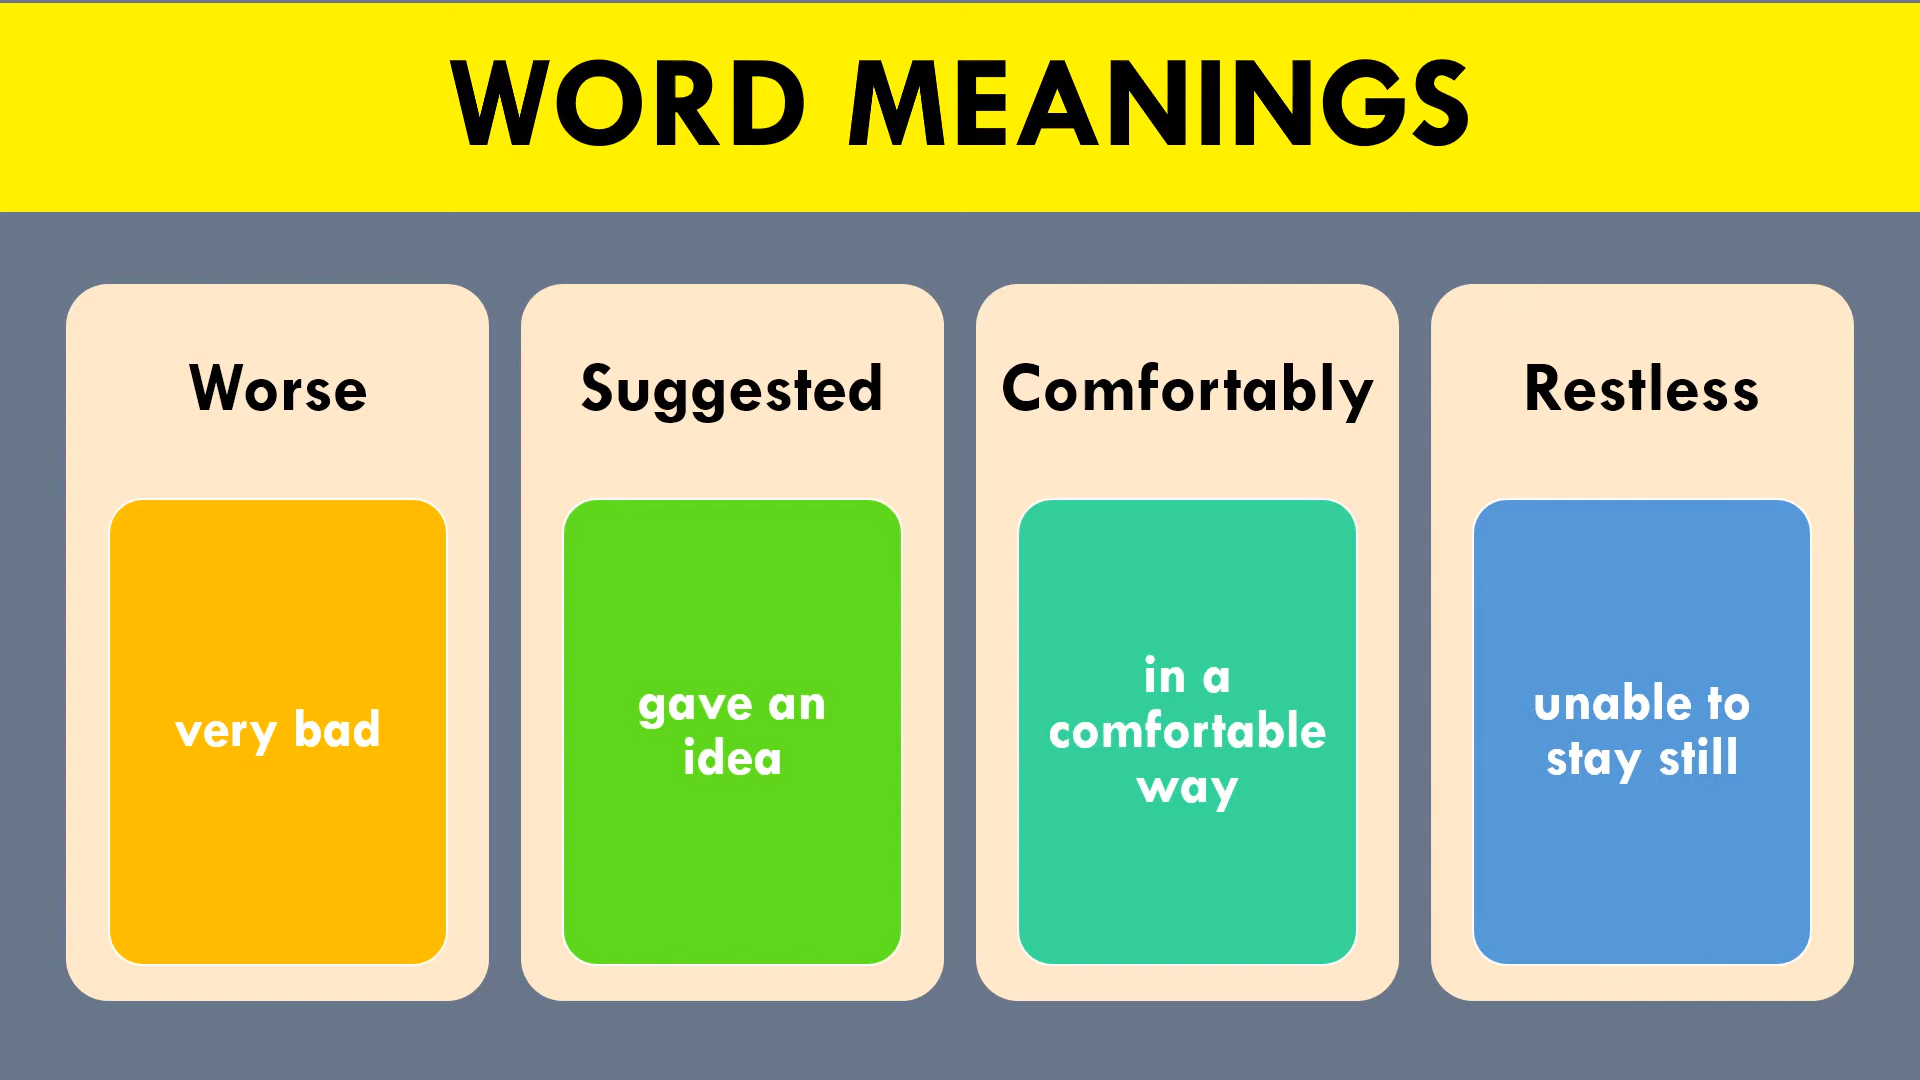 WORD MEANINGS
Worse
very bad
Suggested
gave an
idea
Comfortably
in a
comfortable
way
Restless
unable to
stay still